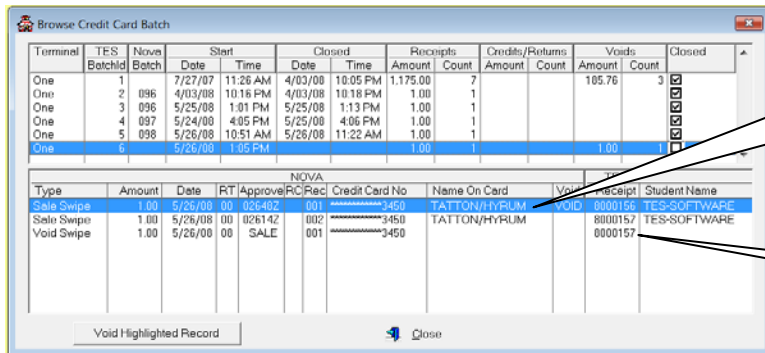 Browse Credit Card Batch
Terminal TES Nova Start Closed Receipts Credits/Returns Voids Closed
BatchId Batch Date Time Date Time Amount Count Amount Count Amount Count
One 1 7/27/07 11:26 AM 4/03/08 10:05 PM 1,175.00 7 105.76 3
One 2 096 4/03/08 10:16 PM 4/03/08 10:18 PM 1.00 1
One 3 096 5/25/08 1:01 PM 5/25/08 1:13 PM 1.00 1
One 4 097 5/24/08 4:05 PM 5/25/08 4:06 PM 1.00 1
One 5 098 5/26/08 10:51 AM 5/26/08 11:22 AM 1.00 1
One 6 5/26/08 1:05 PM 1.00 1 1.00 1
NOVA
Type Amount Date RT Approve RC Rec Credit Card No Name On Card Void Receipt Student Name
Sale Swipe 1.00 5/26/08 00 02648Z 001 ************3450 TATTON/HYRUM VOID 8000156 TES-SOFTWARE
Sale Swipe 1.00 5/26/08 00 02614Z 002 ************3450 TATTON/HYRUM 8000157 TES-SOFTWARE
Void Swipe 1.00 5/26/08 00 SALE 001 ************3450 8000157
Void Highlighted Record Close